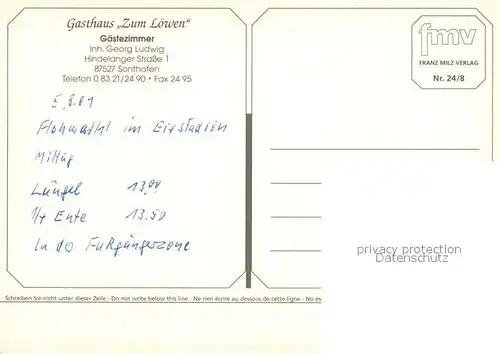 Gasthaus „Zum Löwen“
Gästezimmer
Inh. Georg Ludwig
Hindelanger Straße 1
87527 Sonthofen
Telefon 0 83 21/24 90 • Fax 24 95
fmv
FRANZ MILZ VERLAG
Nr. 24/8
5.8.01
Flohmarkt im Eisstadion
Mittag
Lüngel 13,00
1/4 Ente 13.50
In der Fußgängerzone
privacy protection
Datenschutz
Schreiben Sie nicht unter dieser Zeile - Do not write below this line - Ne rien écrire au dessous de cette ligne - No es